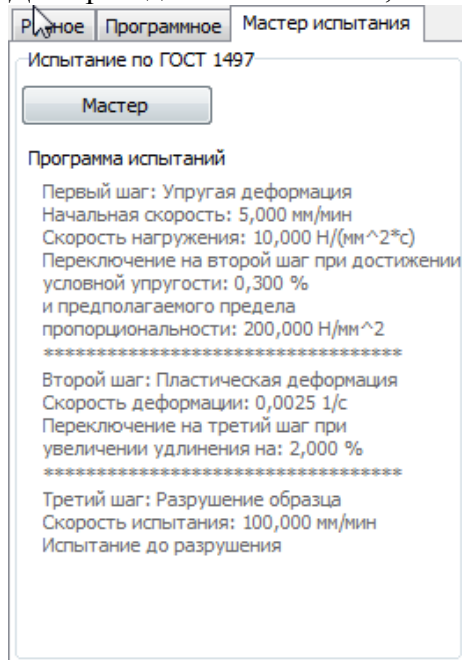 Программное
Мастер испытания
Испытание по ГОСТ 1497
Мастер
Программа испытаний
Первый шаг: Упругая деформация
Начальная скорость: 5,000 мм/мин
Скорость нагружения: 10,000 Н/(мм^2*с)
Переключение на второй шаг при достижении
условной упругости: 0,300 %
и предполагаемого предела
пропорциональности: 200,000 Н/мм^2
**********************************
Второй шаг: Пластическая деформация
Скорость деформации: 0,0025 1/с
Переключение на третий шаг при
увеличении удлинения на: 2,000 %
**********************************
Третий шаг: Разрушение образца
Скорость испытания: 100,000 мм/мин
Испытание до разрушения